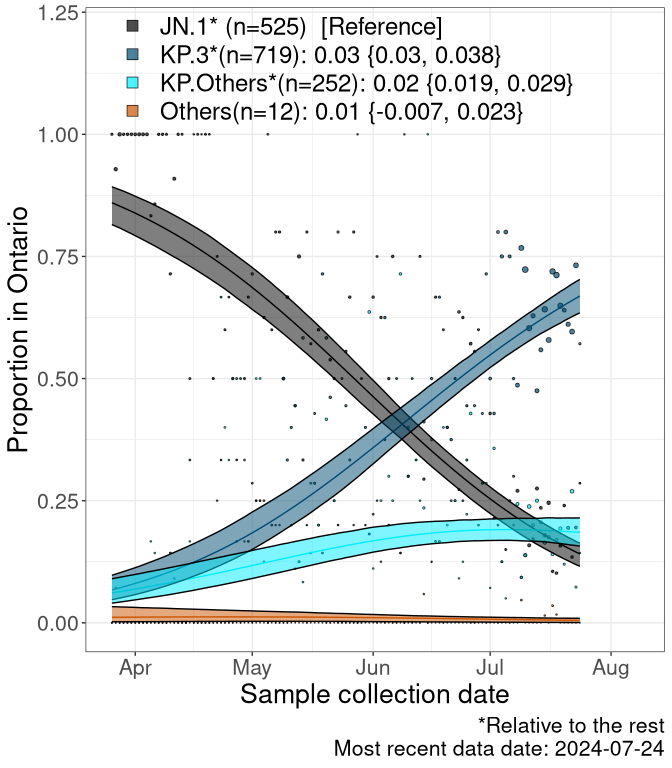 JN.1* (n=525)  [Reference]
KP.3*(n=719): 0.03 {0.03, 0.038}
KP.Others*(n=252): 0.02 {0.019, 0.029}
Others(n=12): 0.01 {-0.007, 0.023}
Proportion in Ontario
1.25
1.00
0.75
0.50
0.25
0.00
Apr May Jun Jul Aug
Sample collection date
*Relative to the rest
Most recent data date: 2024-07-24